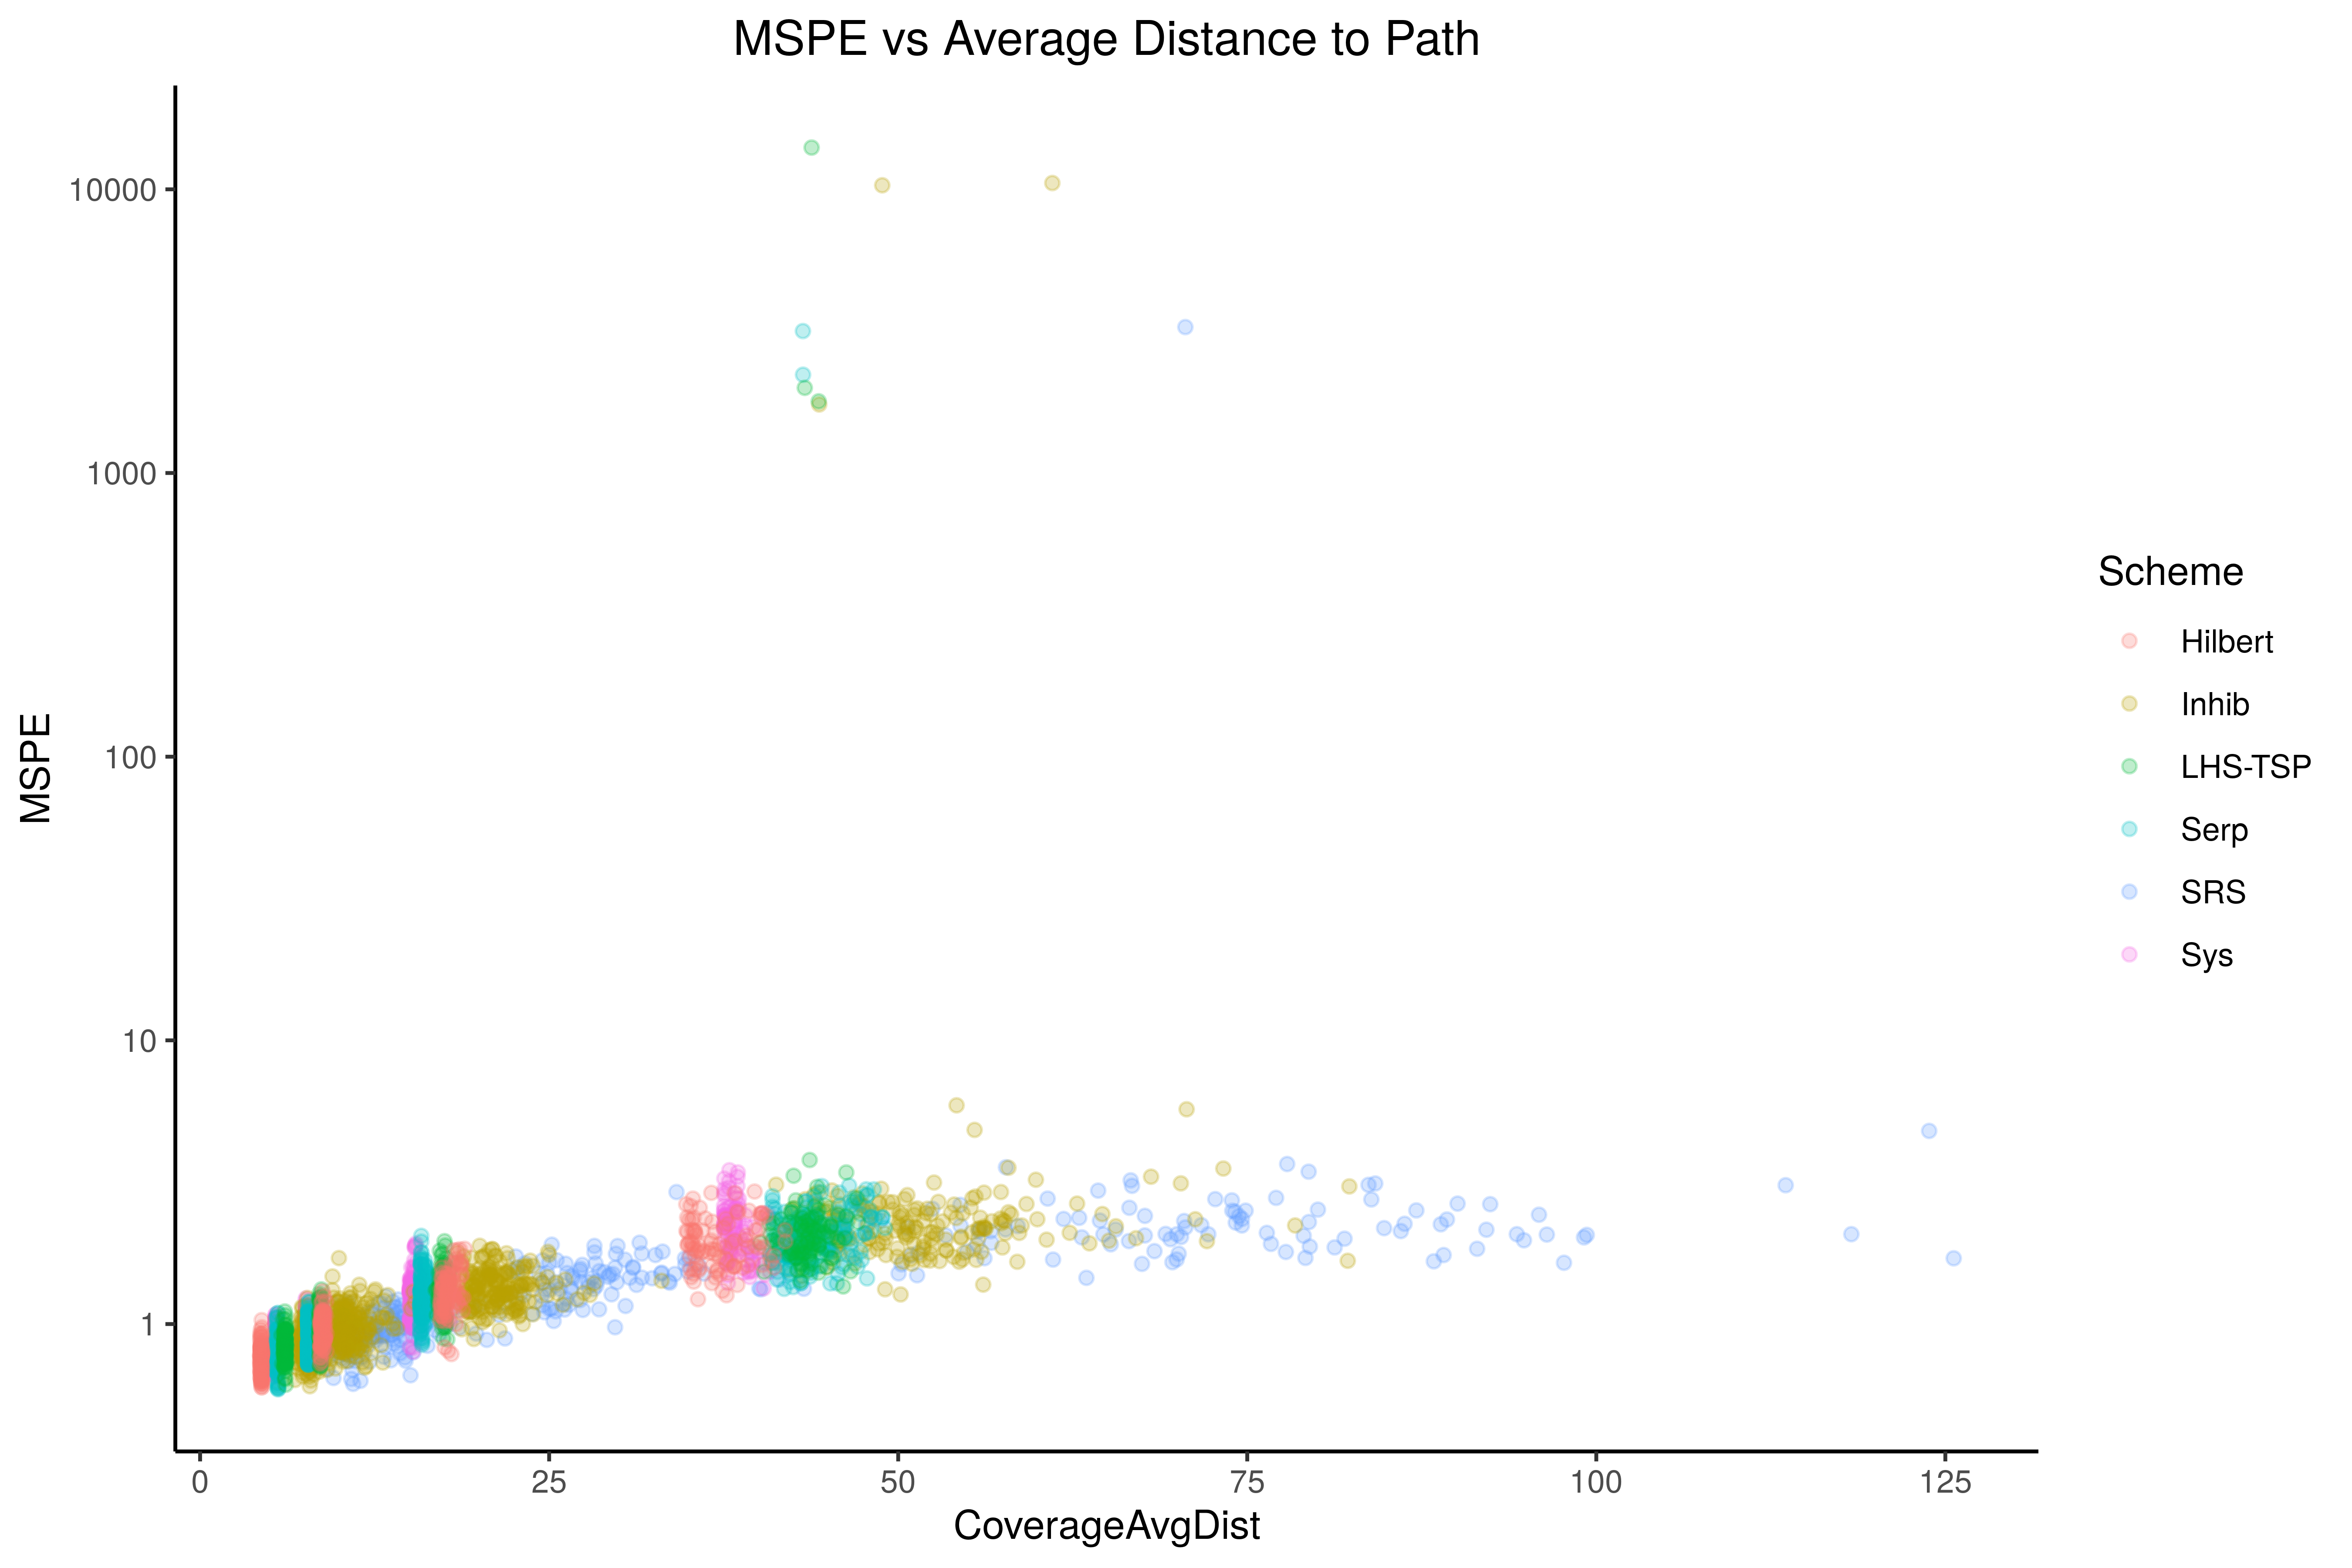 MSPE vs Average Distance to Path
MSPE
10000
1000
100
10
1
0 25 50 75 100 125
CoverageAvgDist
Scheme
Hilbert
Inhib
LHS-TSP
Serp
SRS
Sys